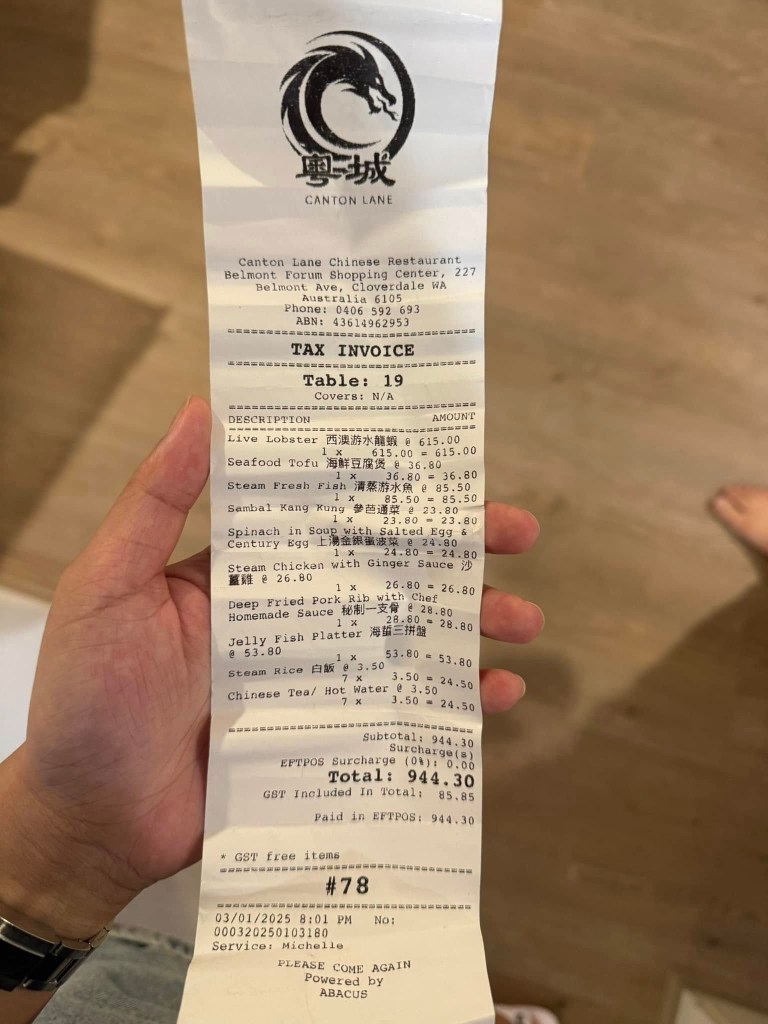 粤城
CANTON LANE
Canton Lane Chinese Restaurant
Belmont Forum Shopping Center, 227
Belmont Ave, Cloverdale WA
Australia 6105
Phone: 0406 592 693
ABN: 43614962953
TAX INVOICE
Table: 19
Covers: N/A
DESCRIPTION AMOUNT
Live Lobster 西澳游水龍蝦 @ 615.00
1 x 615.00 = 615.00
Seafood Tofu 海鮮豆腐煲 @ 36.80
1 x 36.80 = 36.80
Steam Fresh Fish 清蒸游水魚 @ 85.50
1 x 85.50 = 85.50
Sambal Kang Kung 參芭通菜 @ 23.80
1 x 23.80 = 23.80
Spinach in Soup with Salted Egg &
Century Egg 上湯金銀蛋波菜 @ 24.80
1 x 24.80 = 24.80
Steam Chicken with Ginger Sauce 沙
薑雞 @ 26.80
1 x 26.80 = 26.80
Deep Fried Pork Rib with Chef
Homemade Sauce 秘制一支骨 @ 28.80
1 x 28.80 = 28.80
Jelly Fish Platter 海蜇三拼盤
@ 53.80
1 x 53.80 = 53.80
Steam Rice 白飯 @ 3.50
7 x 3.50 = 24.50
Chinese Tea/ Hot Water @ 3.50
7 x 3.50 = 24.50
Subtotal: 944.30
Surcharge(s)
EFTPOS Surcharge (0%): 0.00
Total: 944.30
GST Included In Total: 85.85
Paid in EFTPOS: 944.30
* GST free items
#78
03/01/2025 8:01 PM No:
000320250103180
Service: Michelle
PLEASE COME AGAIN
Powered by
ABACUS